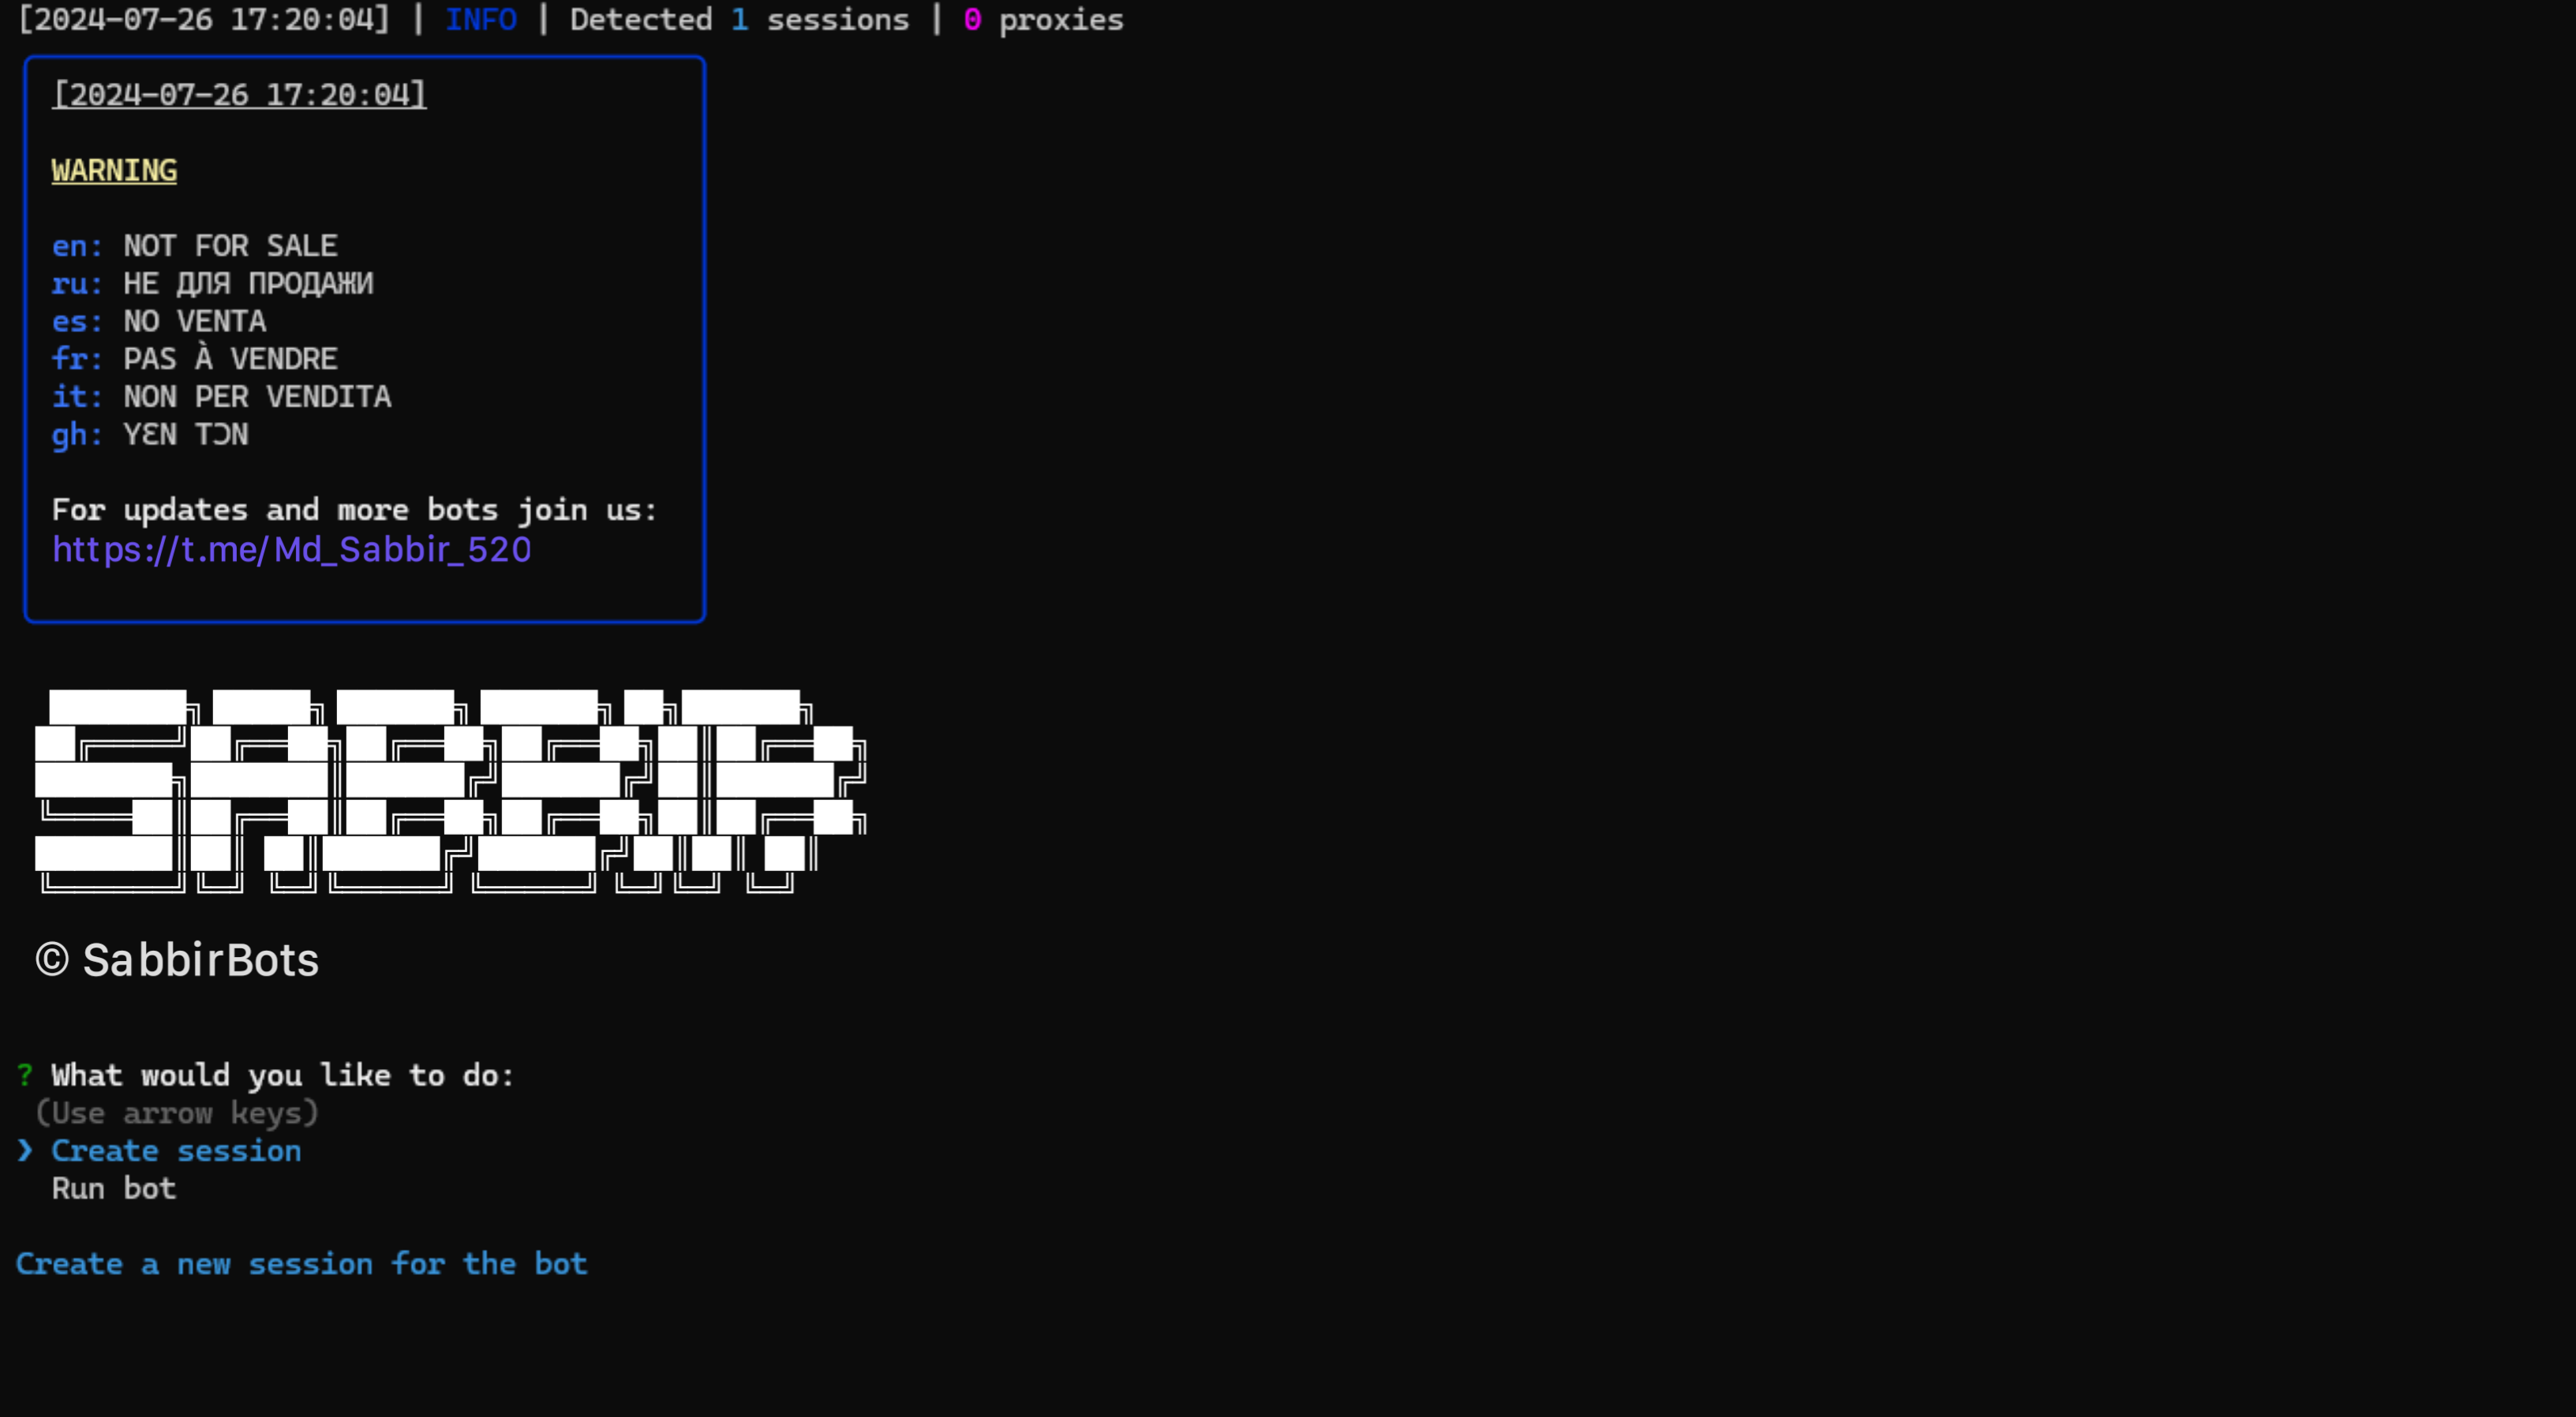 [2024-07-26 17:20:04] | INFO | Detected 1 sessions | 0 proxies
[2024-07-26 17:20:04]
WARNING
en: NOT FOR SALE
ru: НЕ ДЛЯ ПРОДАЖИ
es: NO VENTA
fr: PAS À VENDRE
it: NON PER VENDITA
gh: YƐN TƆN
For updates and more bots join us:
https://t.me/Md_Sabbir_520
SABBIR
© SabbirBots
? What would you like to do:
(Use arrow keys)
❯ Create session
Run bot
Create a new session for the bot